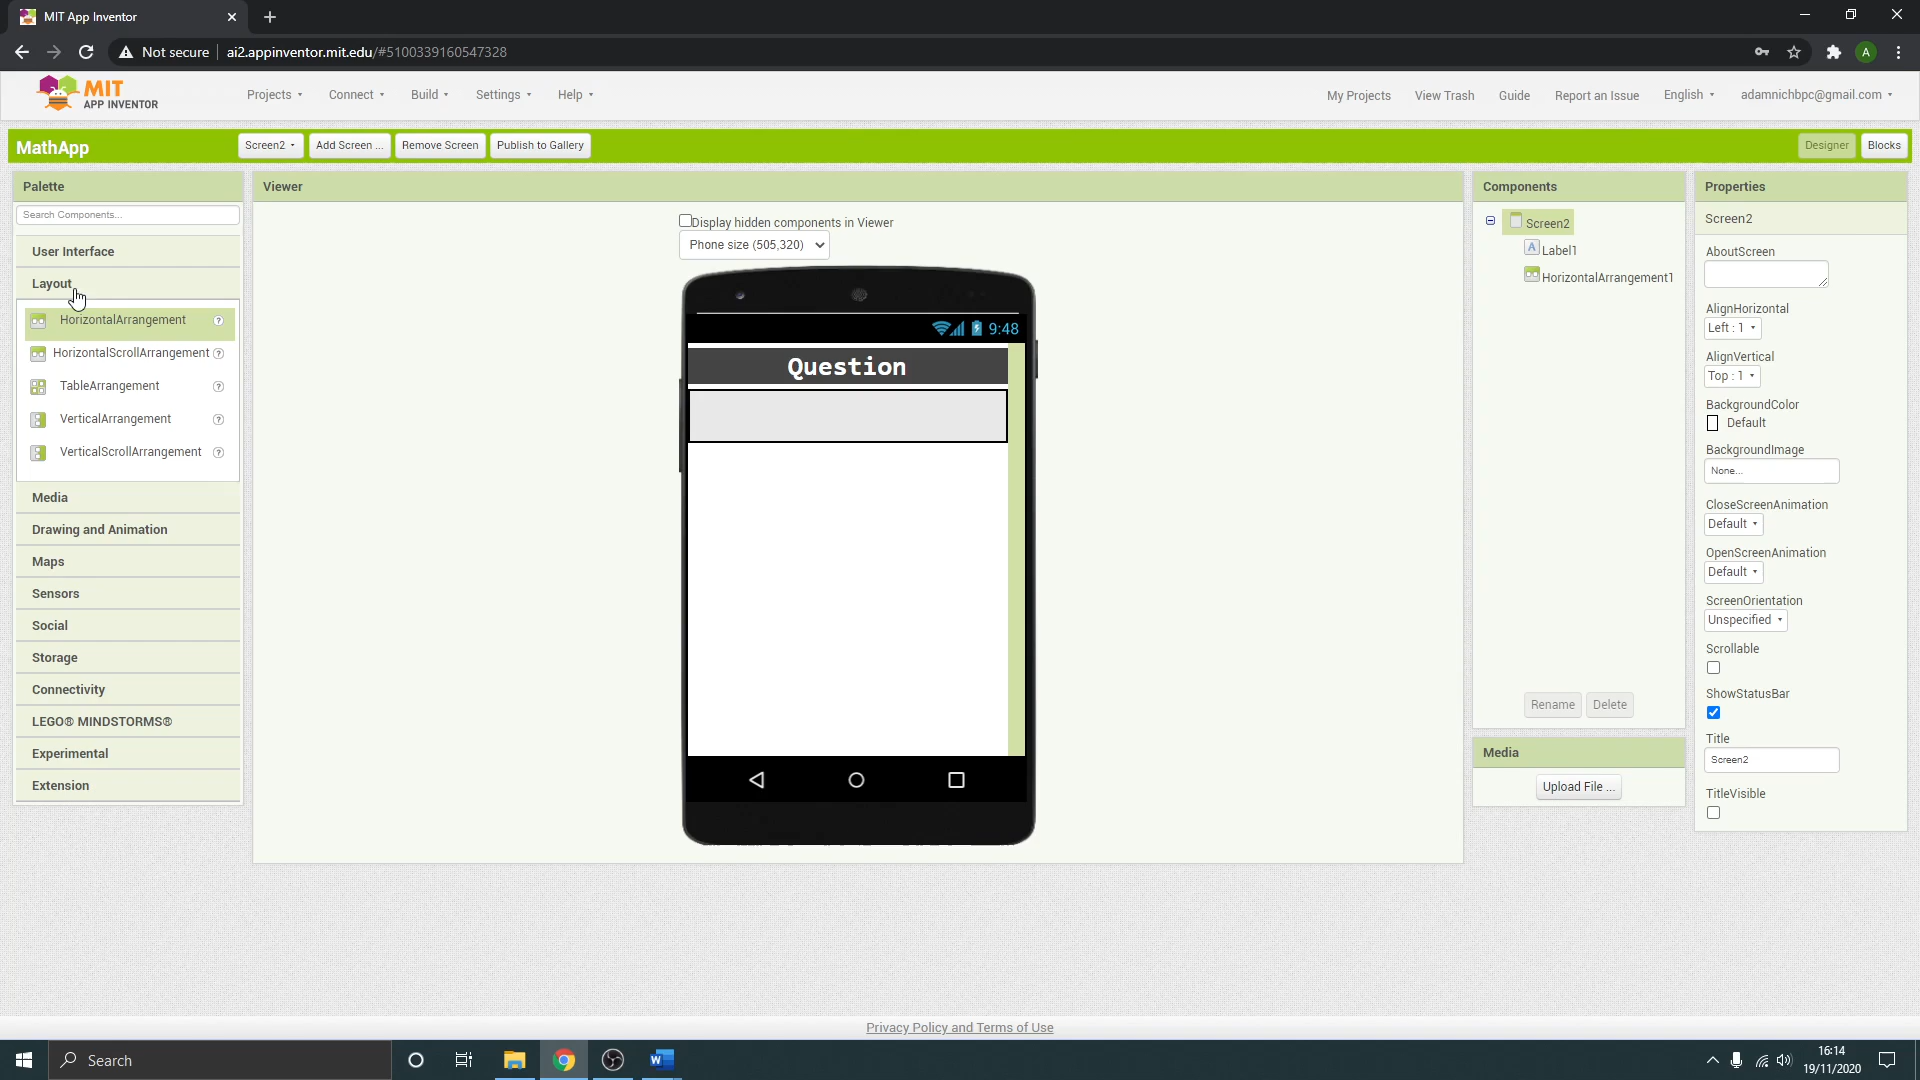 MIT App Inventor
Not secure ai2.appinventor.mit.edu/#5100339160547328
A
MIT
APP INVENTOR
Projects Connect Build Settings Help
My Projects View Trash Guide Report an Issue English adamnichbpc@gmail.com
MathApp
Screen2 Add Screen ... Remove Screen Publish to Gallery
Designer Blocks
Palette
Search Components...
User Interface
Layout
HorizontalArrangement ?
HorizontalScrollArrangement ?
TableArrangement ?
VerticalArrangement ?
VerticalScrollArrangement ?
Media
Drawing and Animation
Maps
Sensors
Social
Storage
Connectivity
LEGO® MINDSTORMS®
Experimental
Extension
Viewer
Display hidden components in Viewer
Phone size (505,320)
9:48
Question
Components
Screen2
A Label1
HorizontalArrangement1
Rename Delete
Media
Upload File ...
Properties
Screen2
AboutScreen
AlignHorizontal
Left : 1
AlignVertical
Top : 1
BackgroundColor
Default
BackgroundImage
None...
CloseScreenAnimation
Default
OpenScreenAnimation
Default
ScreenOrientation
Unspecified
Scrollable
ShowStatusBar
Title
Screen2
TitleVisible
Privacy Policy and Terms of Use
Search
W
16:14
19/11/2020